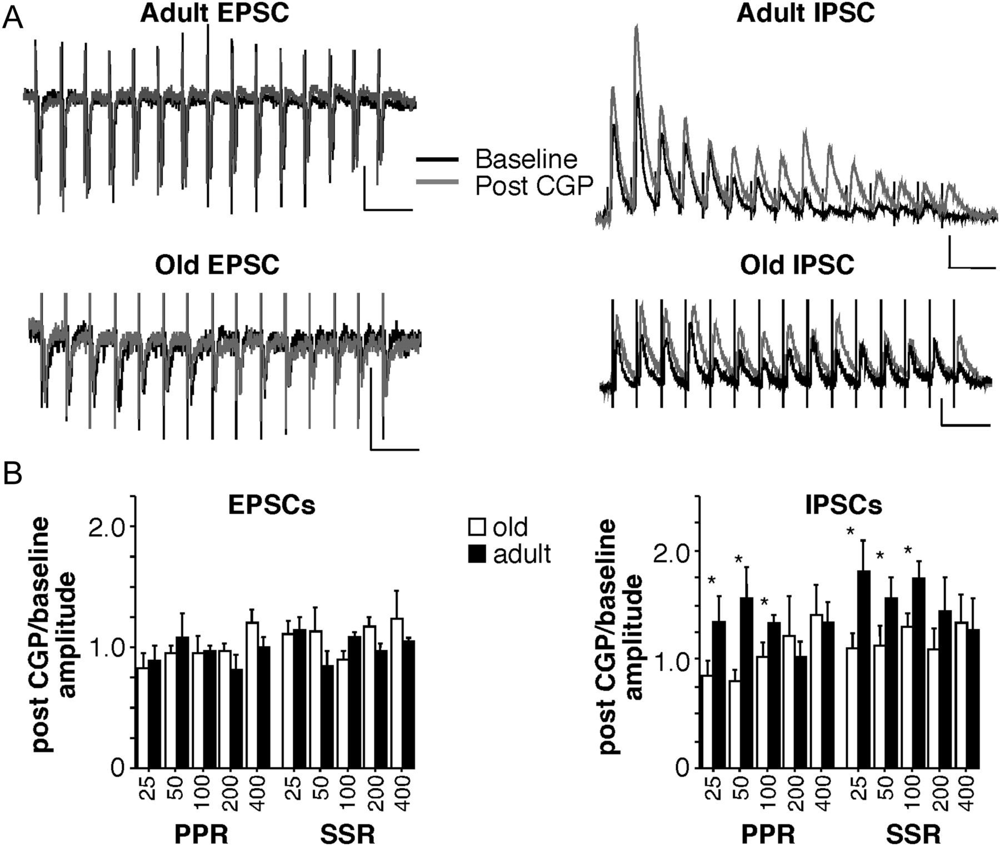 A
Adult EPSC
Adult IPSC
Baseline
Post CGP
Old EPSC
Old IPSC
B
EPSCs
IPSCs
old
adult
post CGP/baseline
amplitude
2.0
1.0
0
25
50
100
200
400
25
50
100
200
400
PPR
SSR
post CGP/baseline
amplitude
2.0
1.0
0
*
*
*
*
*
*
25
50
100
200
400
25
50
100
200
400
PPR
SSR